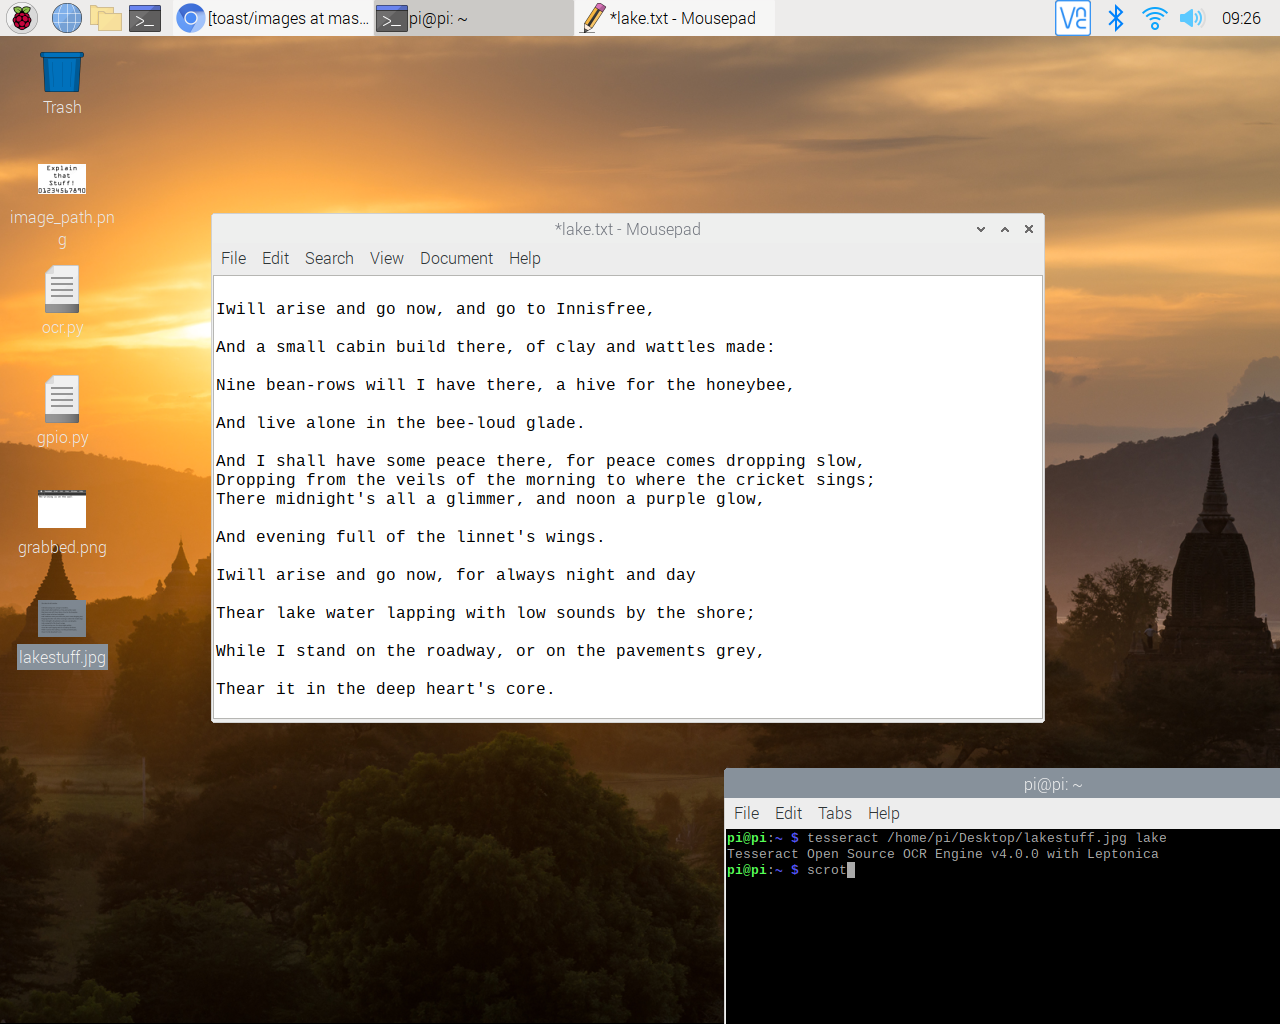 [toast/images at mas...
pi@pi: ~
*lake.txt - Mousepad
09:26
Trash
Explain
that
Stuff!
01234567890
image_path.pn
g
ocr.py
gpio.py
grabbed.png
lakestuff.jpg
*lake.txt - Mousepad
File Edit Search View Document Help
Iwill arise and go now, and go to Innisfree,
And a small cabin build there, of clay and wattles made:
Nine bean-rows will I have there, a hive for the honeybee,
And live alone in the bee-loud glade.
And I shall have some peace there, for peace comes dropping slow,
Dropping from the veils of the morning to where the cricket sings;
There midnight's all a glimmer, and noon a purple glow,
And evening full of the linnet's wings.
Iwill arise and go now, for always night and day
Thear lake water lapping with low sounds by the shore;
While I stand on the roadway, or on the pavements grey,
Thear it in the deep heart's core.
pi@pi: ~
File Edit Tabs Help
pi@pi:~ $ tesseract /home/pi/Desktop/lakestuff.jpg lake
Tesseract Open Source OCR Engine v4.0.0 with Leptonica
pi@pi:~ $ scrot